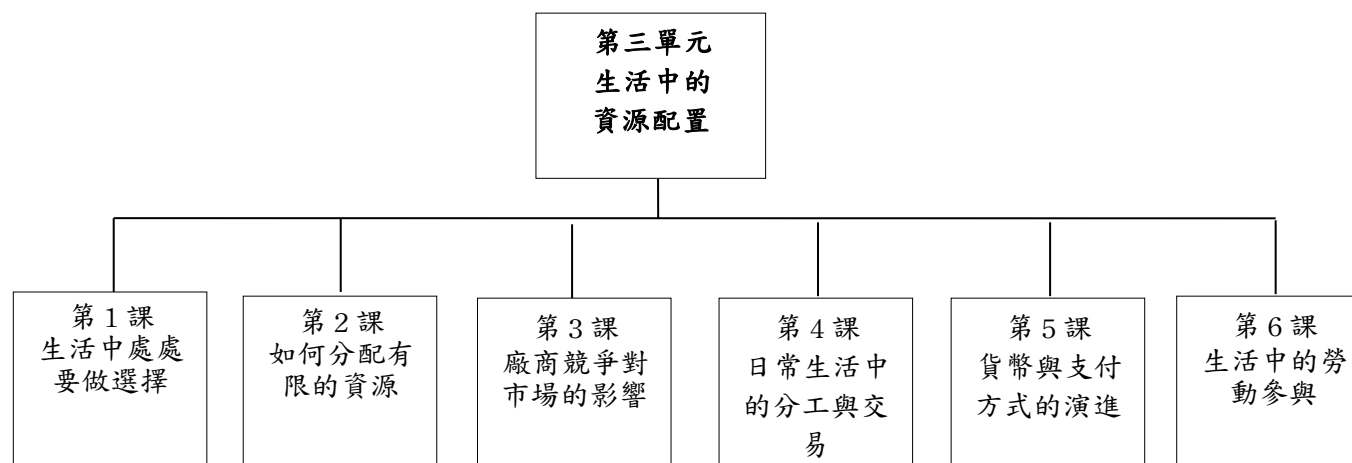 第三單元
生活中的
資源配置
第1課
生活中處處
要做選擇
第2課
如何分配有
限的資源
第3課
廠商競爭對
市場的影響
第4課
日常生活中
的分工與交
易
第5課
貨幣與支付
方式的演進
第6課
生活中的勞
動參與